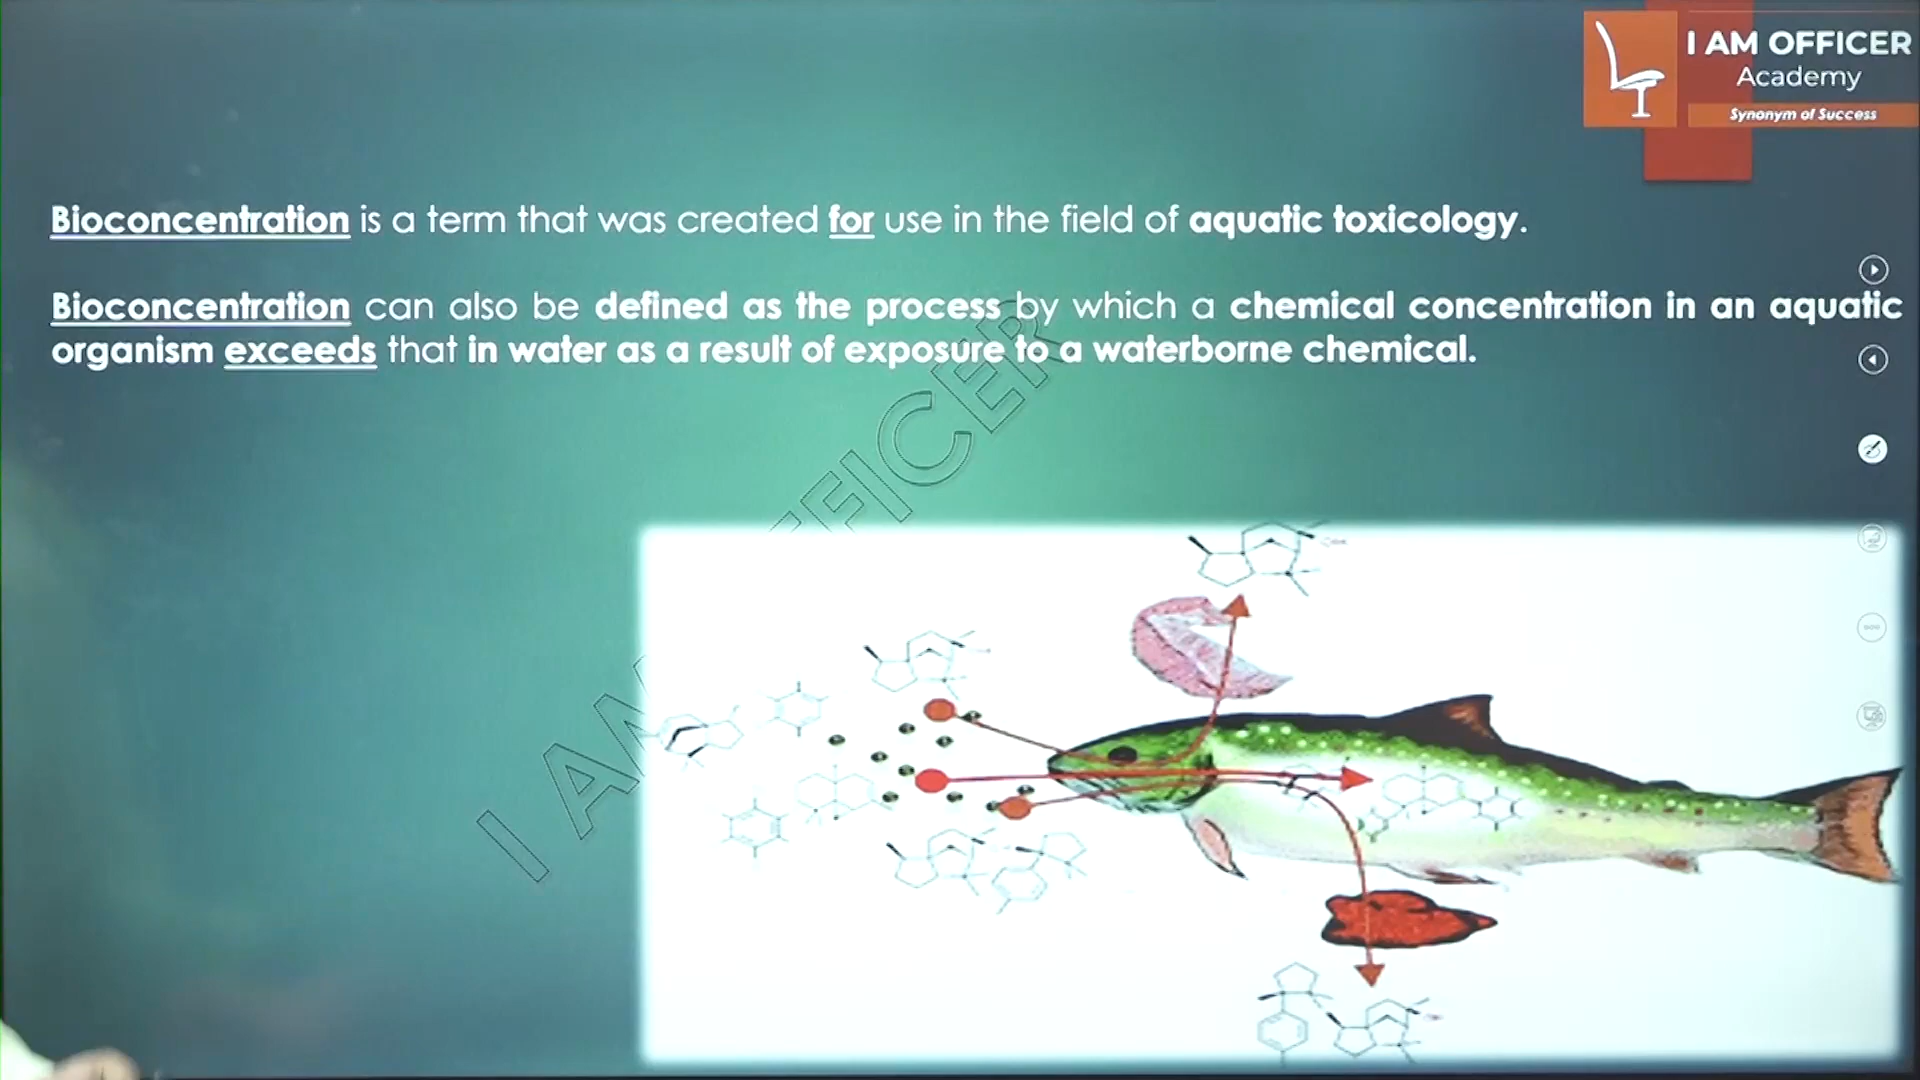 I AM OFFICER
Academy
Synonym of Success
Bioconcentration is a term that was created for use in the field of aquatic toxicology.
Bioconcentration can also be defined as the process by which a chemical concentration in an aquatic
organism exceeds that in water as a result of exposure to a waterborne chemical.
I AM OFFICER